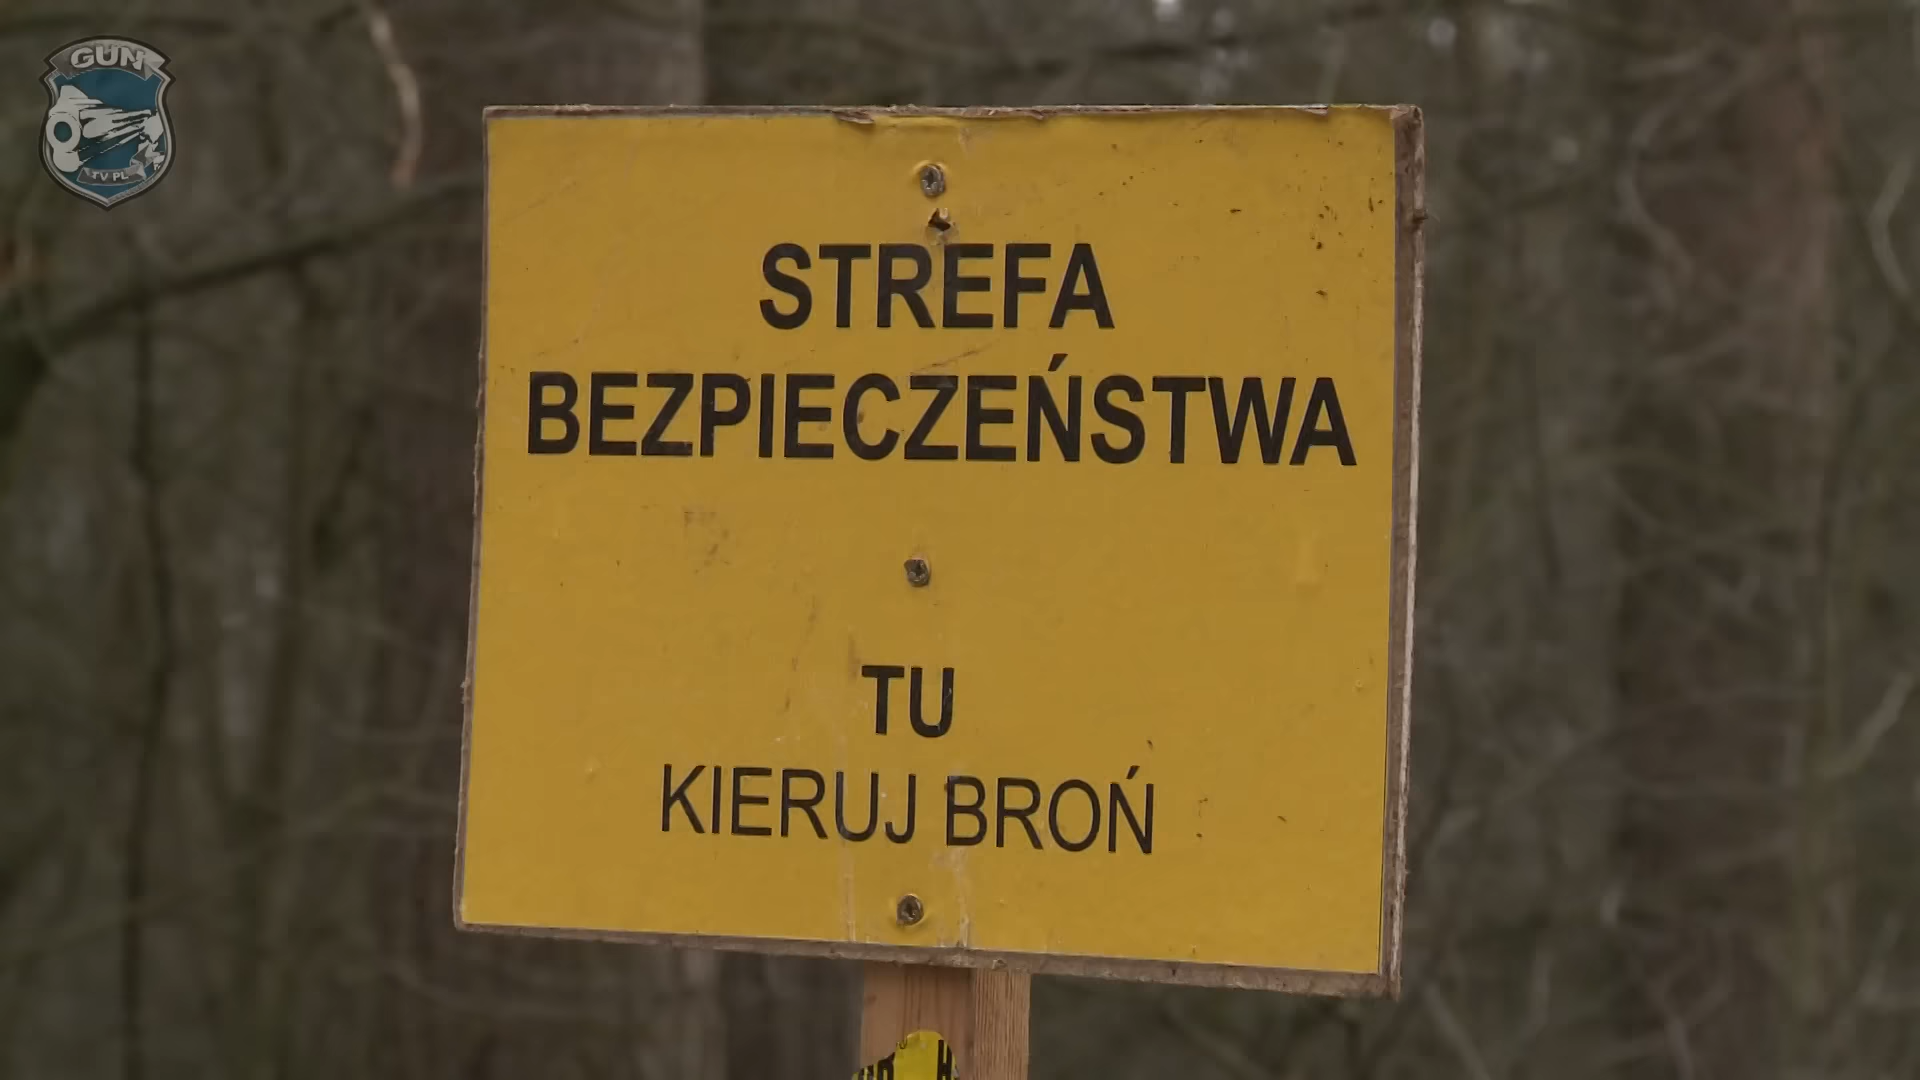 GUN
TV PL
STREFA
BEZPIECZEŃSTWA
TU
KIERUJ BROŃ